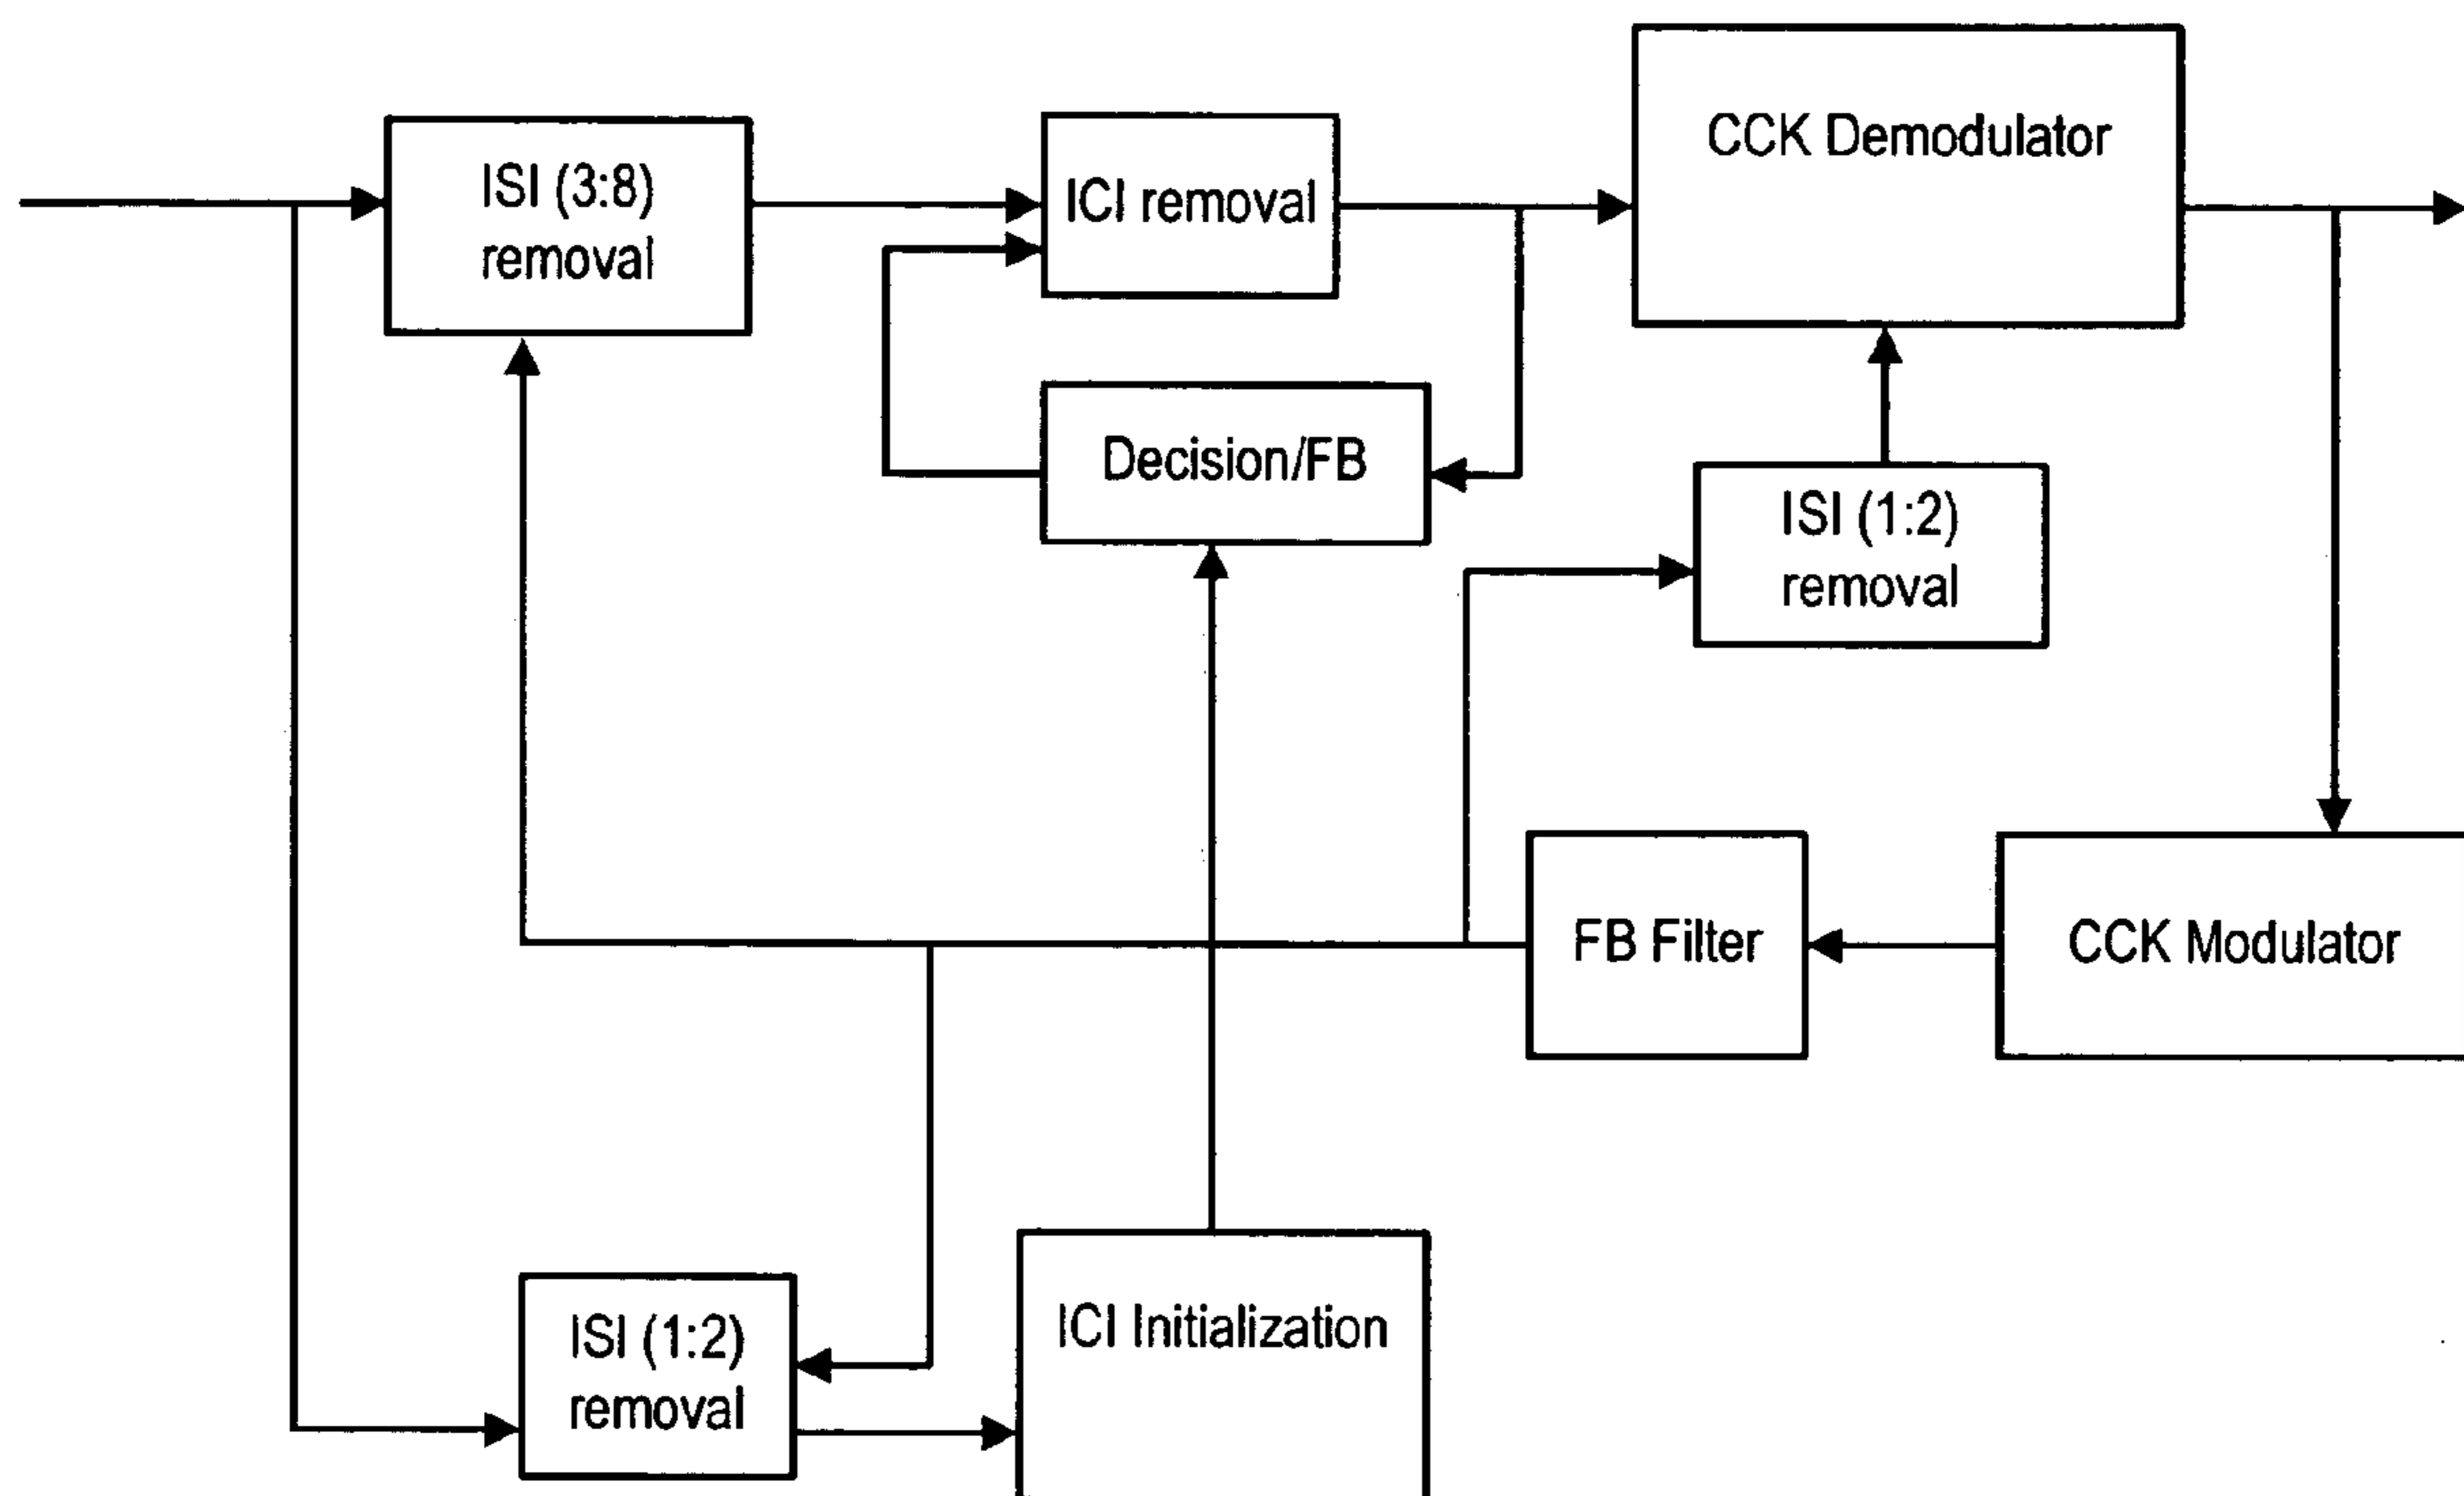 CCK Demodulator
ISI (3:8)
removal
ICI removal
Decision/FB
ISI (1:2)
removal
FB Filter
CCK Modulator
ISI (1:2)
removal
ICI Initialization